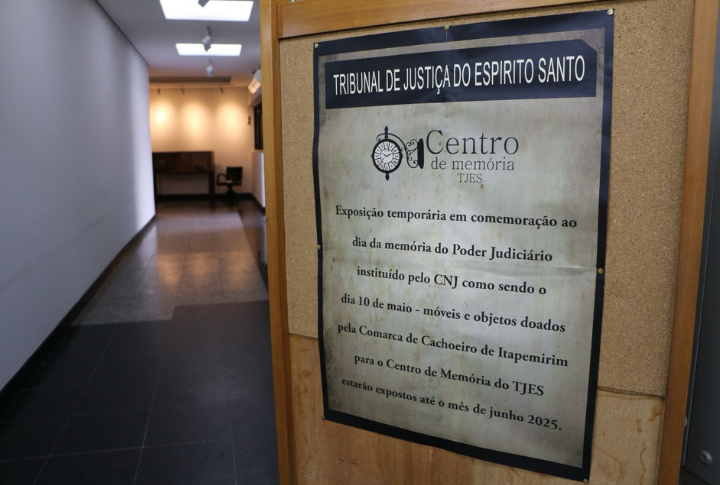 TRIBUNAL DE JUSTIÇA DO ESPIRITO SANTO
Centro
de memória
TJES
Exposição temporária em comemoração ao
dia da memória do Poder Judiciário
instituído pelo CNJ como sendo o
dia 10 de maio - móveis e objetos doados
pela Comarca de Cachoeiro de Itapemirim
para o Centro de Memória do TJES
estarão expostos até o mês de junho 2025.